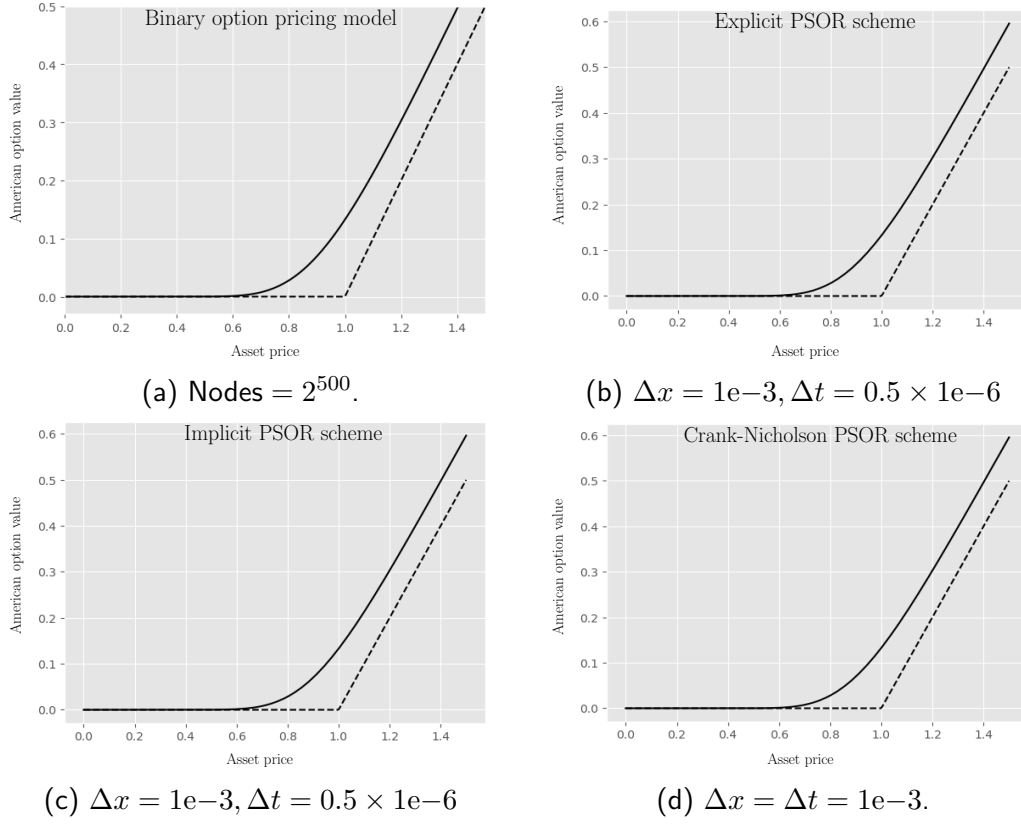 Binary option pricing model
0.5
0.4
0.3
0.2
0.1
0.0
American option value
0.0 0.2 0.4 0.6 0.8 1.0 1.2 1.4
Asset price
(a) Nodes = 2^500.
Explicit PSOR scheme
0.6
0.5
0.4
0.3
0.2
0.1
0.0
American option value
0.0 0.2 0.4 0.6 0.8 1.0 1.2 1.4
Asset price
(b) Δx = 1e−3, Δt = 0.5 × 1e−6
Implicit PSOR scheme
0.6
0.5
0.4
0.3
0.2
0.1
0.0
American option value
0.0 0.2 0.4 0.6 0.8 1.0 1.2 1.4
Asset price
(c) Δx = 1e−3, Δt = 0.5 × 1e−6
Crank-Nicholson PSOR scheme
0.6
0.5
0.4
0.3
0.2
0.1
0.0
American option value
0.0 0.2 0.4 0.6 0.8 1.0 1.2 1.4
Asset price
(d) Δx = Δt = 1e−3.